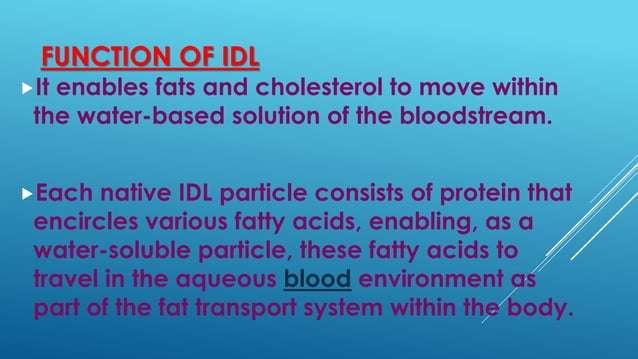 FUNCTION OF IDL
It enables fats and cholesterol to move within
the water-based solution of the bloodstream.
Each native IDL particle consists of protein that
encircles various fatty acids, enabling, as a
water-soluble particle, these fatty acids to
travel in the aqueous blood environment as
part of the fat transport system within the body.